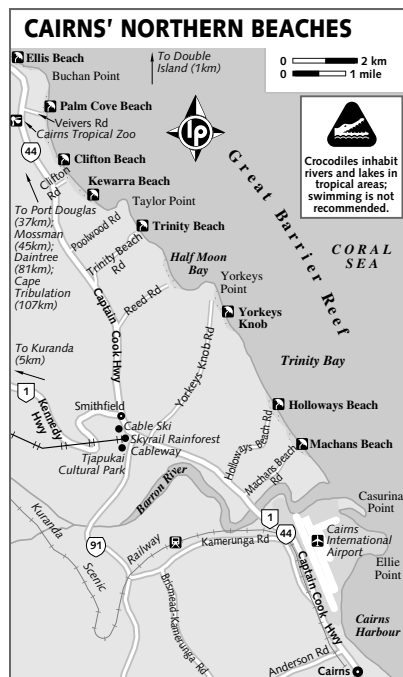 CAIRNS' NORTHERN BEACHES
Ellis Beach
Buchan Point
To Double
Island (1km)
0 2 km
0 1 mile
Palm Cove Beach
Veivers Rd
Cairns Tropical Zoo
44
Clifton Beach
Clifton
Rd
Kewarra Beach
Taylor Point
lp
Crocodiles inhabit
rivers and lakes in
tropical areas;
swimming is not
recommended.
Great Barrier Reef
CORAL
SEA
To Port Douglas
(37km);
Mossman
(45km);
Daintree
(81km);
Cape
Tribulation
(107km)
Poolwood Rd
Trinity Beach
Trinity Beach
Rd
Half Moon
Bay
Captain Cook Hwy
Reed Rd
Yorkeys
Point
Yorkeys
Knob
Yorkeys Knob Rd
Trinity Bay
To Kuranda
(5km)
1
Kennedy
Hwy
Smithfield
Cable Ski
Skyrail Rainforest
Cableway
Tjapukai
Cultural Park
Holloways Beach
Holloways Beach Rd
Machans Beach
Machans Beach
Rd
Barron River
Casurina
Point
1
44
Cairns
International
Airport
Ellie
Point
Kuranda
Scenic
Railway
91
Kamerunga Rd
Brismead-Kamerunga Rd
Captain Cook Hwy
Cairns
Harbour
Anderson Rd
Cairns